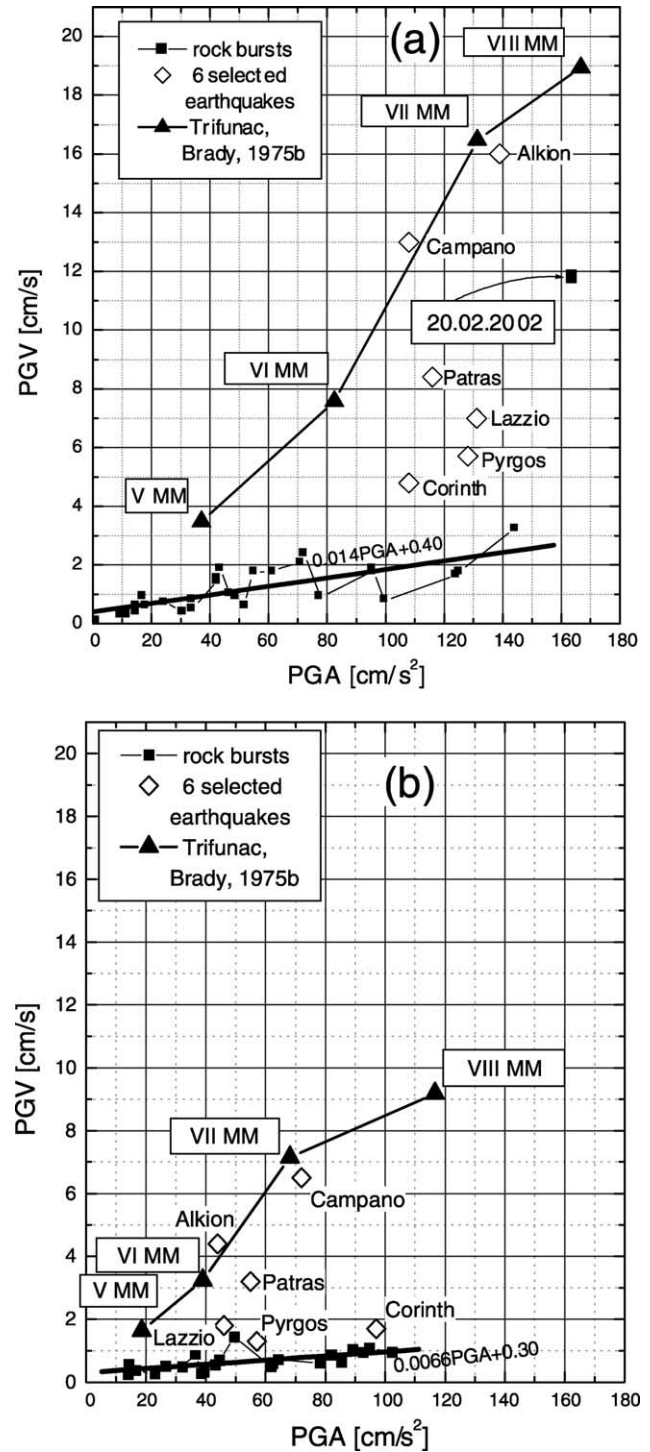 (a)
rock bursts
6 selected
earthquakes
Trifunac,
Brady, 1975b
VIII MM
VII MM
Alkion
Campano
20.02.2002
VI MM
Patras
Lazzio
Pyrgos
Corinth
V MM
0.014PGA+0.40
PGV [cm/s]
20
18
16
14
12
10
8
6
4
2
0
0 20 40 60 80 100 120 140 160 180
PGA [cm/s²]
(b)
rock bursts
6 selected
earthquakes
Trifunac,
Brady, 1975b
VIII MM
VII MM
Campano
Alkion
VI MM
Patras
V MM
Lazzio
Pyrgos
Corinth
0.0066PGA+0.30
PGV [cm/s]
20
18
16
14
12
10
8
6
4
2
0
0 20 40 60 80 100 120 140 160 180
PGA [cm/s²]